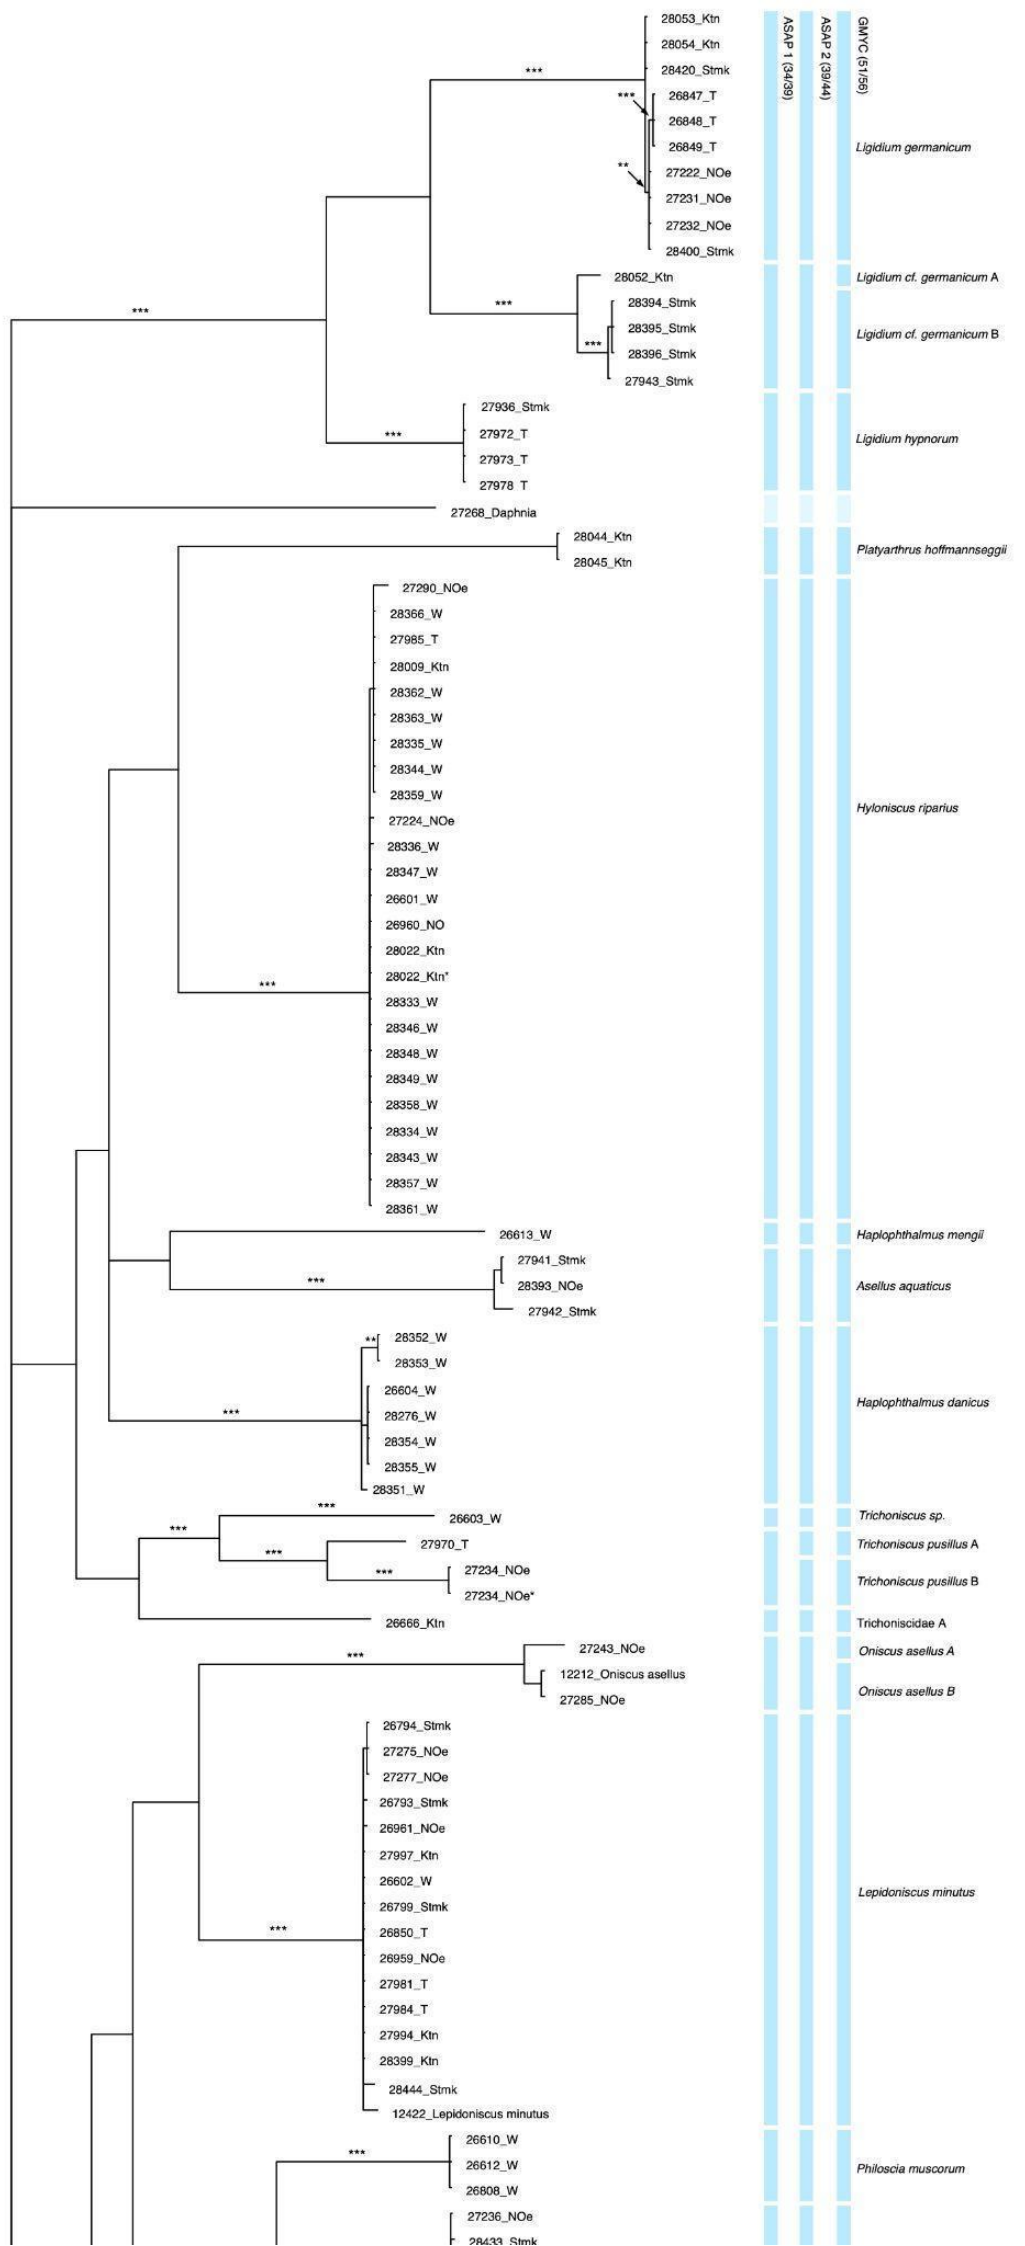 28053_Ktn
28054_Ktn
***
28420_Stmk
***
26847_T
26848_T
26849_T
**
27222_NOe
27231_NOe
27232_NOe
28400_Stmk
ASAP 1 (34/39)
ASAP 2 (39/44)
GMYC (51/56)
Ligidium germanicum
28052_Ktn
Ligidium cf. germanicum A
***
28394_Stmk
***
28395_Stmk
Ligidium cf. germanicum B
***
28396_Stmk
27943_Stmk
27936_Stmk
***
27972_T
Ligidium hypnorum
27973_T
27978_T
27268_Daphnia
28044_Ktn
Platyarthrus hoffmannseggii
28045_Ktn
27290_NOe
28366_W
27985_T
28009_Ktn
28362_W
28363_W
28335_W
28344_W
28359_W
Hyloniscus riparius
27224_NOe
28336_W
28347_W
26601_W
26960_NO
28022_Ktn
28022_Ktn*
***
28333_W
28346_W
28348_W
28349_W
28358_W
28334_W
28343_W
28357_W
28361_W
26613_W
Haplophthalmus mengii
27941_Stmk
***
28393_NOe
Asellus aquaticus
27942_Stmk
**
28352_W
28353_W
26604_W
Haplophthalmus danicus
***
28276_W
28354_W
28355_W
28351_W
***
26603_W
Trichoniscus sp.
***
27970_T
Trichoniscus pusillus A
***
***
27234_NOe
Trichoniscus pusillus B
27234_NOe*
26666_Ktn
Trichoniscidae A
27243_NOe
Oniscus asellus A
***
12212_Oniscus asellus
Oniscus asellus B
27285_NOe
26794_Stmk
27275_NOe
27277_NOe
26793_Stmk
26961_NOe
27997_Ktn
26602_W
Lepidoniscus minutus
26799_Stmk
***
26850_T
26959_NOe
27981_T
27984_T
27994_Ktn
28399_Ktn
28444_Stmk
12422_Lepidoniscus minutus
26610_W
***
26612_W
Philoscia muscorum
26808_W
27236_NOe
28433_Stmk